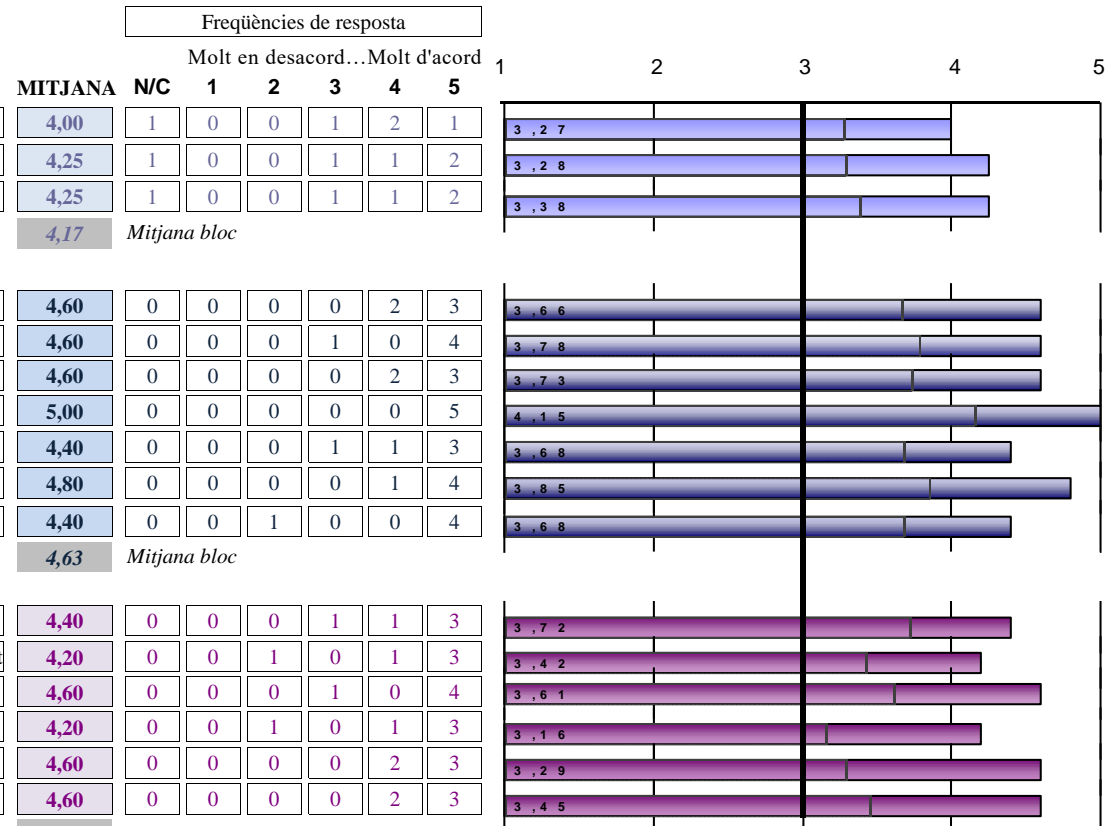 Freqüències de resposta
Molt en desacord…Molt d'acord
MITJANA N/C 1 2 3 4 5
1 2 3 4 5
4,00 1 0 0 1 2 1 3,27
4,25 1 0 0 1 1 2 3,28
4,25 1 0 0 1 1 2 3,38
4,17 Mitjana bloc
4,60 0 0 0 0 2 3 3,66
4,60 0 0 0 1 0 4 3,78
4,60 0 0 0 0 2 3 3,73
5,00 0 0 0 0 0 5 4,15
4,40 0 0 0 1 1 3 3,68
4,80 0 0 0 0 1 4 3,85
4,40 0 0 1 0 0 4 3,68
4,63 Mitjana bloc
4,40 0 0 0 1 1 3 3,72
4,20 0 0 1 0 1 3 3,42
4,60 0 0 0 1 0 4 3,61
4,20 0 0 1 0 1 3 3,16
4,60 0 0 0 0 2 3 3,29
4,60 0 0 0 0 2 3 3,45